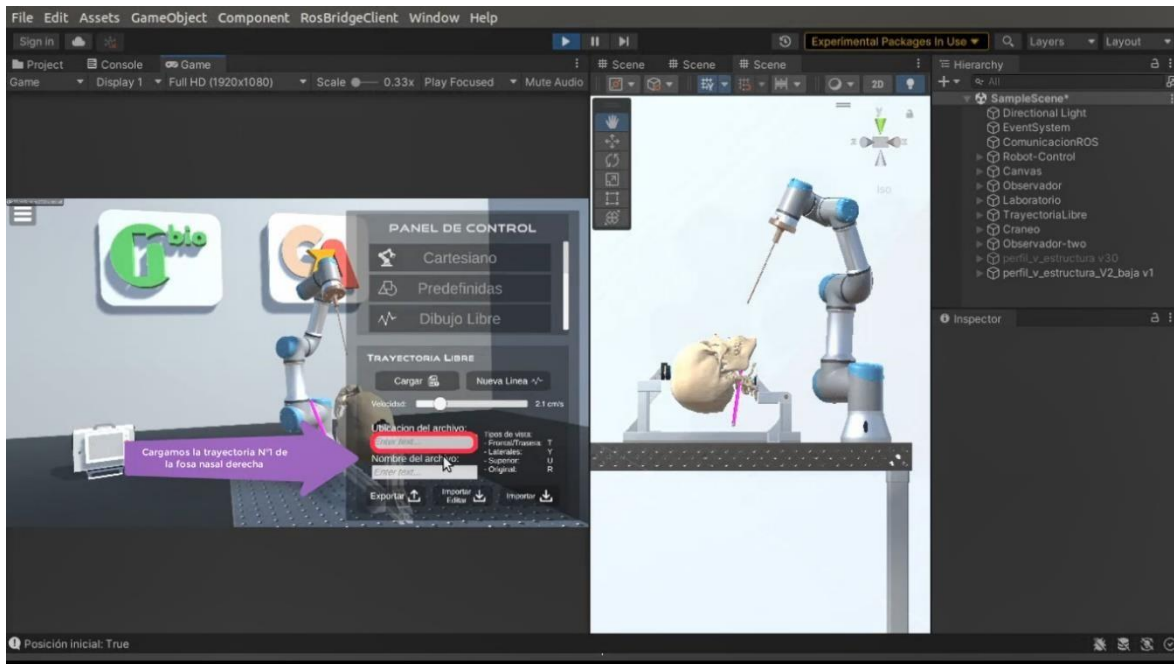 File Edit Assets GameObject Component RosBridgeClient Window Help
Sign in
Experimental Packages In Use
Layers
Layout
Project
Console
Game
Scene
Scene
Scene
Hierarchy
Game
Display 1
Full HD (1920x1080)
Scale
0.33x
Play Focused
Mute Audio
2D
All
SampleScene*
Directional Light
EventSystem
ComunicacionROS
Robot-Control
Canvas
Observador
Laboratorio
TrayectoriaLibre
Craneo
Observador-two
perfil_v_estructura v30
perfil_v_estructura_V2_baja v1
Inspector
y
Iso
n bio
PANEL DE CONTROL
Cartesiano
Predefinidas
Dibujo Libre
TRAYECTORIA LIBRE
Cargar
Nueva Linea
Velocidad:
2.1 cm/s
Ubicacion del archivo:
Enter text...
Nombre del archivo:
Enter text...
Tipos de vista:
- Frontal/Trasera: T
- Laterales: Y
- Superior: U
- Original: R
Exportar
Importar Editar
Importar
Cargamos la trayectoria Nº1 de
la fosa nasal derecha
Posición inicial: True